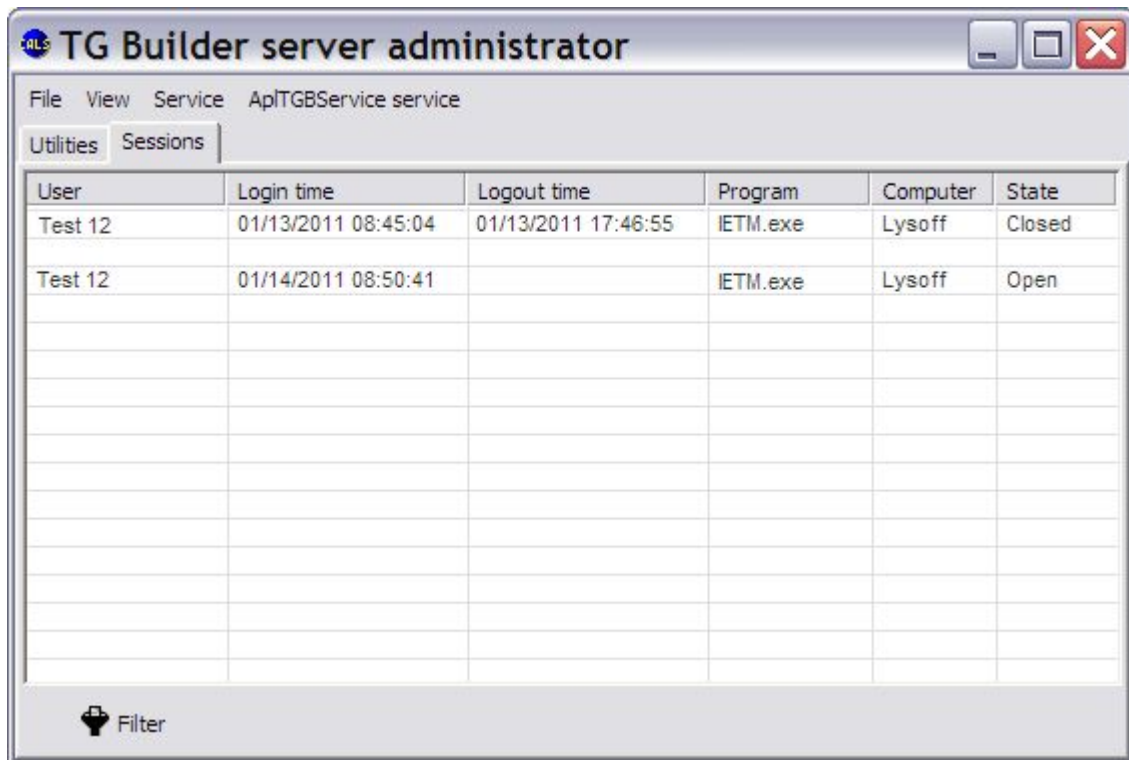 CALS TG Builder server administrator
File View Service AplTGBService service
Utilities Sessions
User Login time Logout time Program Computer State
Test 12 01/13/2011 08:45:04 01/13/2011 17:46:55 IETM.exe Lysoff Closed
Test 12 01/14/2011 08:50:41 IETM.exe Lysoff Open
Filter